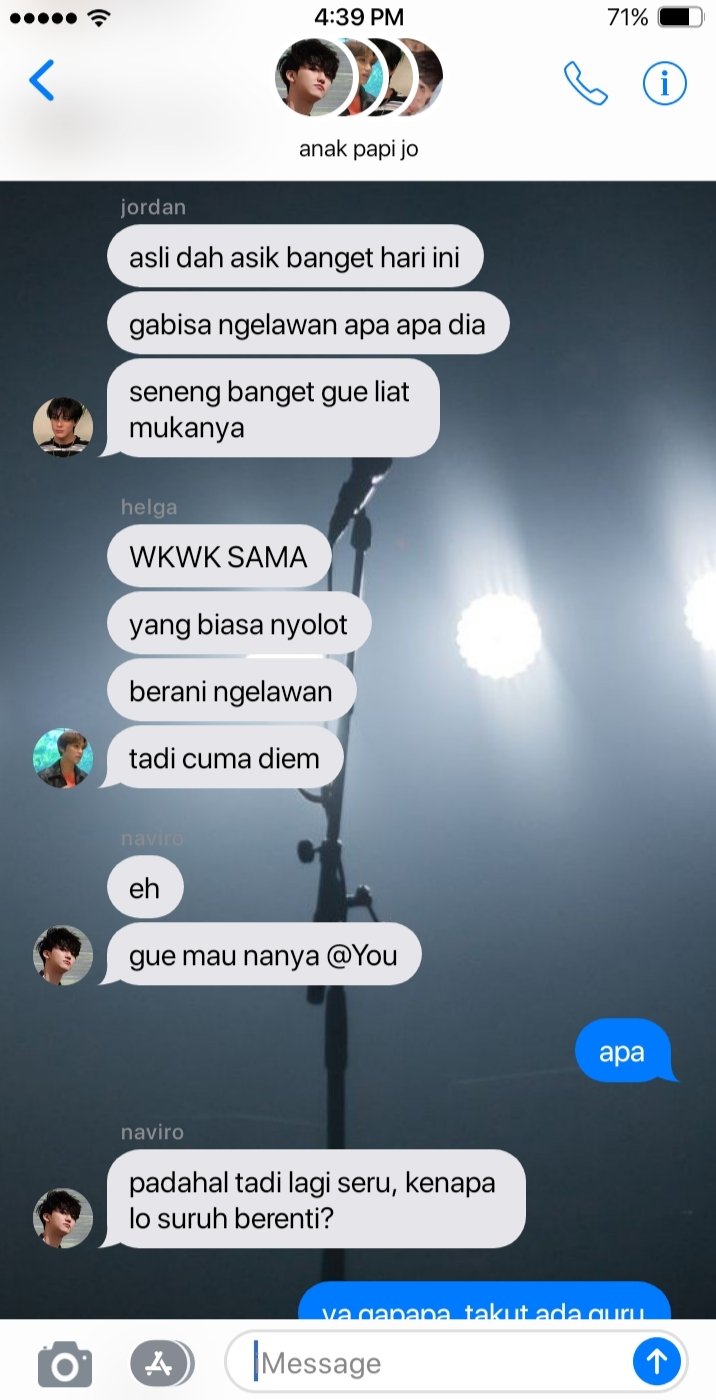 4:39 PM
71%
anak papi jo
jordan
asli dah asik banget hari ini
gabisa ngelawan apa apa dia
seneng banget gue liat
mukanya
helga
WKWK SAMA
yang biasa nyolot
berani ngelawan
tadi cuma diem
naviro
eh
gue mau nanya @You
apa
naviro
padahal tadi lagi seru, kenapa
lo suruh berenti?
ya gapapa, takut ada guru
Message